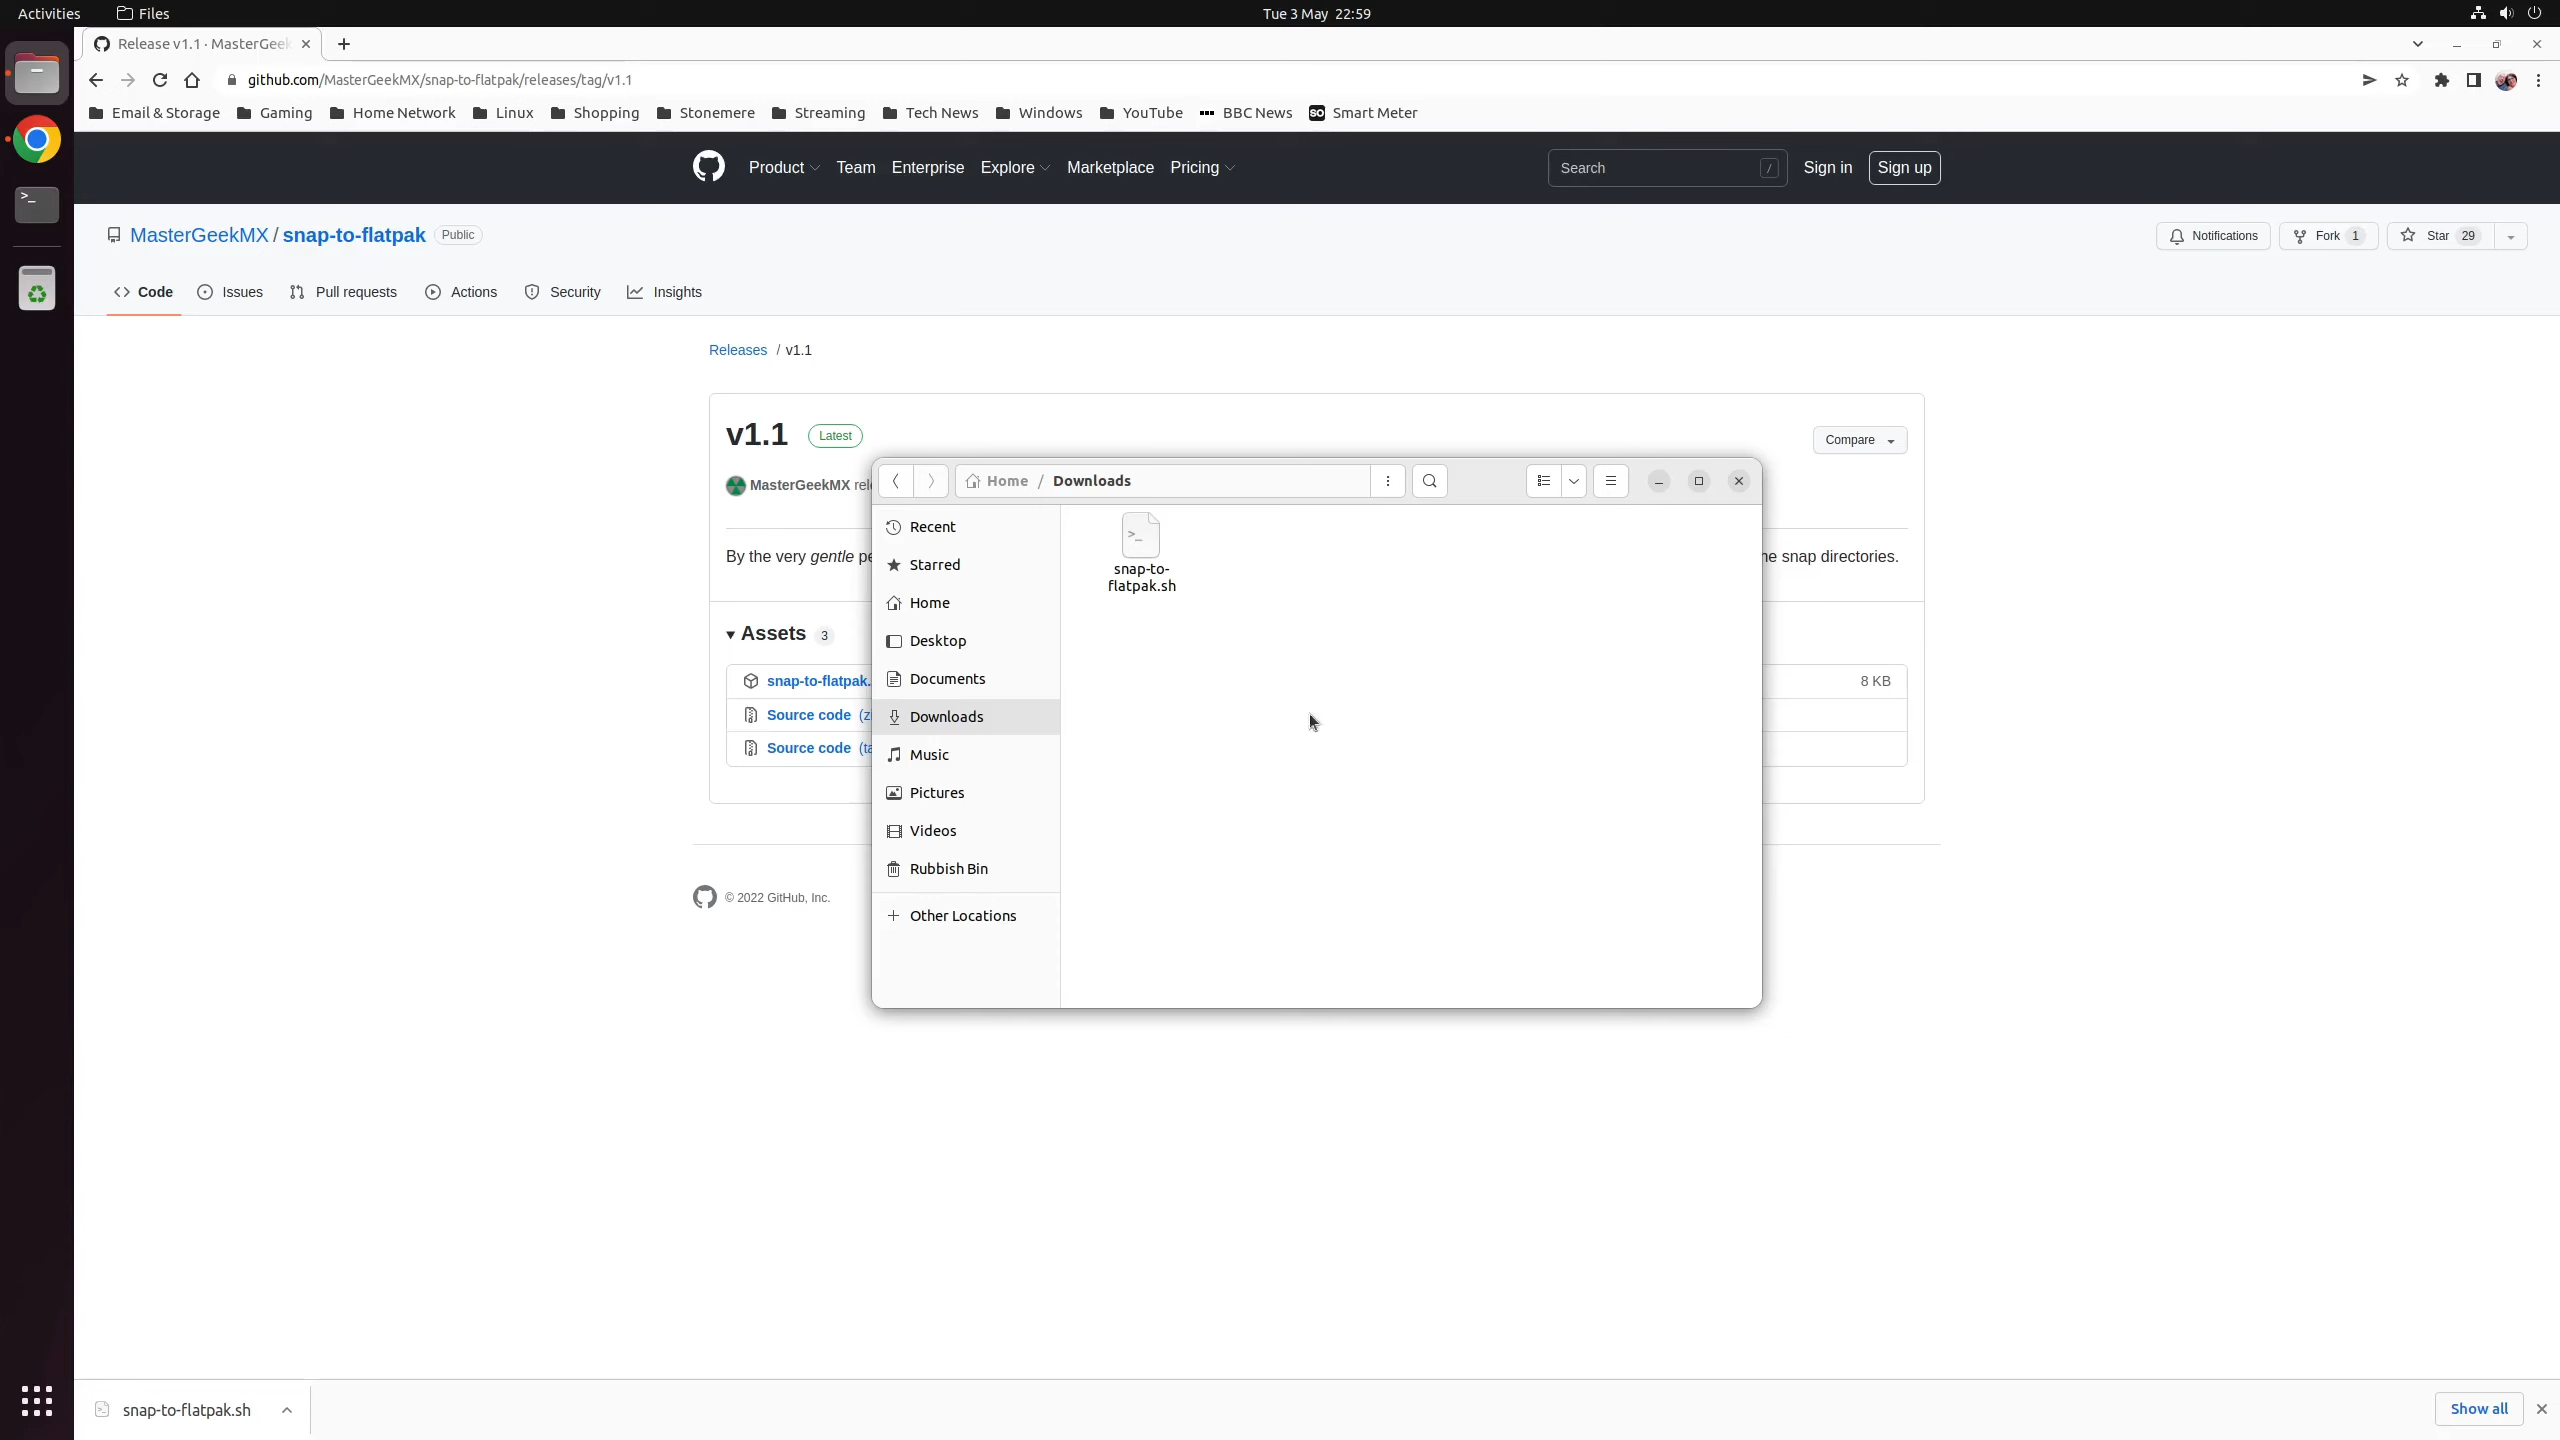 Activities
Files
Tue 3 May 22:59
Release v1.1 · MasterGeek
github.com/MasterGeekMX/snap-to-flatpak/releases/tag/v1.1
Email & Storage
Gaming
Home Network
Linux
Shopping
Stonemere
Streaming
Tech News
Windows
YouTube
BBC News
SO
Smart Meter
Product
Team
Enterprise
Explore
Marketplace
Pricing
Search
/
Sign in
Sign up
MasterGeekMX / snap-to-flatpak
Public
Notifications
Fork 1
Star 29
Code
Issues
Pull requests
Actions
Security
Insights
Releases / v1.1
v1.1
Latest
Compare
MasterGeekMX rel
By the very gentle pe
he snap directories.
Assets 3
snap-to-flatpak.
8 KB
Source code (z
Source code (ta
© 2022 GitHub, Inc.
Home / Downloads
Recent
Starred
Home
Desktop
Documents
Downloads
Music
Pictures
Videos
Rubbish Bin
Other Locations
snap-to-
flatpak.sh
snap-to-flatpak.sh
Show all